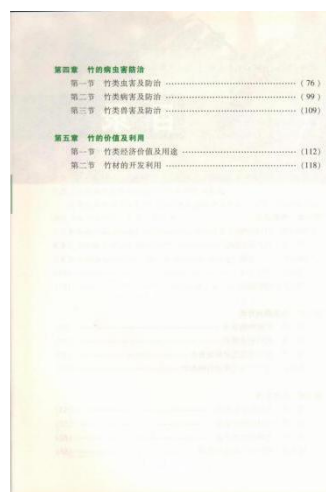 第四章 竹的病虫害防治
第一节 竹类虫害及防治 …………………………………… ( 76 )
第二节 竹类病害及防治 …………………………………… ( 99 )
第三节 竹类兽害及防治 …………………………………… (109)
第五章 竹的价值及利用
第一节 竹类经济价值及用途 ……………………………… (112)
第二节 竹材的开发利用 …………………………………… (118)